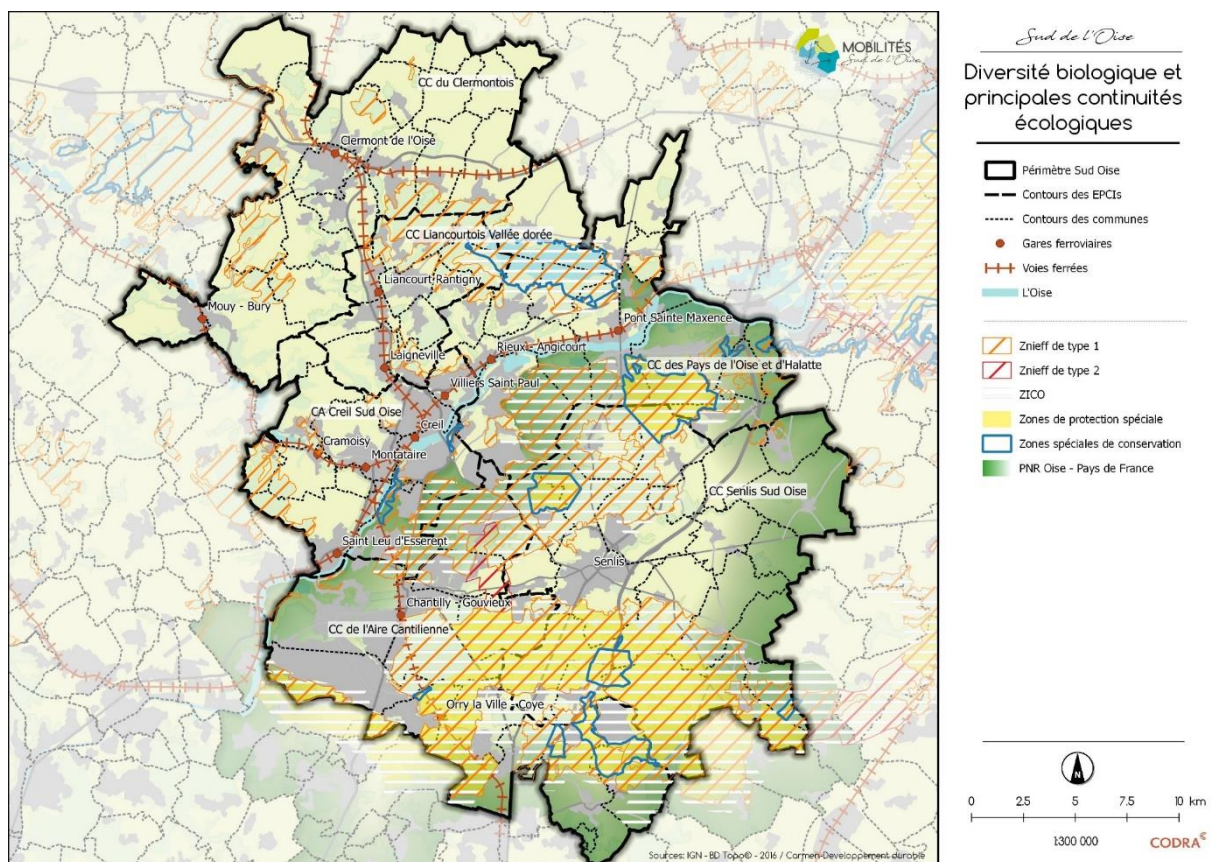 MOBILITÉS
Sud de l'Oise
CC du Clermontois
Clermont de l'Oise
CC Liancourtois Vallée dorée
Liancourt Rantigny
Mouy - Bury
Pont Sainte Maxence
Rieux - Angicourt
Laigneville
CC des Pays de l'Oise et d'Halatte
Villiers Saint-Paul
CA Creil Sud Oise
Creil
Cramoisy
Montataire
CC Senlis Sud Oise
Saint Leu d'Esserent
Senlis
Chantilly - Gouvieux
CC de l'Aire Cantilienne
Orry la Ville - Coye
Sources: IGN - BD Topo© - 2016 / Carmen-Developpement durable
Sud de l'Oise
Diversité biologique et
principales continuités
écologiques
Périmètre Sud Oise
Contours des EPCIs
Contours des communes
Gares ferroviaires
Voies ferrées
L'Oise
Znieff de type 1
Znieff de type 2
ZICO
Zones de protection spéciale
Zones spéciales de conservation
PNR Oise - Pays de France
N
0 2.5 5 7.5 10 km
1:300 000
CODRA